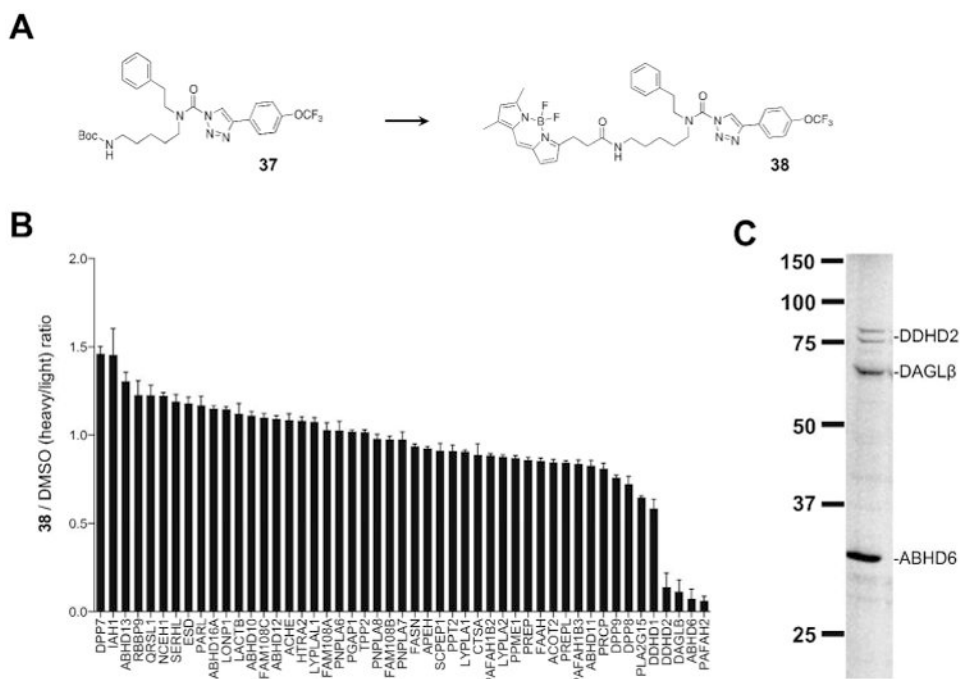 A
O
N
N
N
N
OCF3
Boc
N
H
37
F
F
N
B
N
O
N
H
O
N
N
N
N
OCF3
38
B
38 / DMSO (heavy/light) ratio
2.0
1.5
1.0
0.5
0.0
DPP7
IAH1
ABHD13
RBBP9
QRSL1
NCEH1
SERHL
ESD
PARL
ABHD16A
LONP1
LACTB
ABHD10
FAM108C
ABHD12
ACHE
HTRA2
LYPLAL1
FAM108A
PNPLA6
PGAP1
TPP2
PNPLA8
FAM108B
PNPLA7
FASN
APEH
SCPEP1
PPT2
LYPLA1
CTSA
PAFAH1B2
LYPLA2
PPME1
PREP
FAAH
ACOT2
PREPL
PAFAH1B3
ABHD11
PRCP
DPP9
DPP8
PLA2G15
DDHD1
DDHD2
DAGLB
ABHD6
PAFAH2
C
150
100
75
50
37
25
-DDHD2
-DAGLβ
-ABHD6